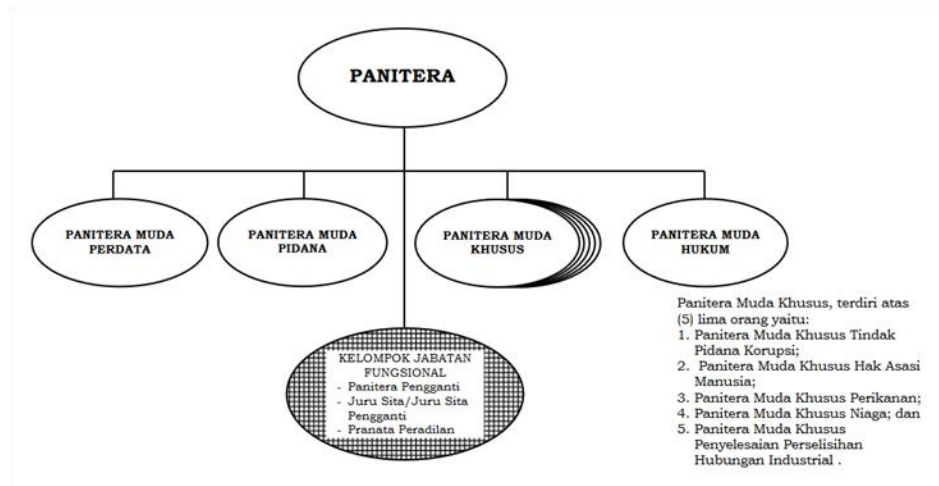 PANITERA
PANITERA MUDA
PERDATA
PANITERA MUDA
PIDANA
PANITERA MUDA
KHUSUS
PANITERA MUDA
HUKUM
KELOMPOK JABATAN
FUNGSIONAL
- Panitera Pengganti
- Juru Sita/Juru Sita
Pengganti
- Pranata Peradilan
Panitera Muda Khusus, terdiri atas
(5) lima orang yaitu:
1. Panitera Muda Khusus Tindak
Pidana Korupsi;
2. Panitera Muda Khusus Hak Asasi
Manusia;
3. Panitera Muda Khusus Perikanan;
4. Panitera Muda Khusus Niaga; dan
5. Panitera Muda Khusus
Penyelesaian Perselisihan
Hubungan Industrial .